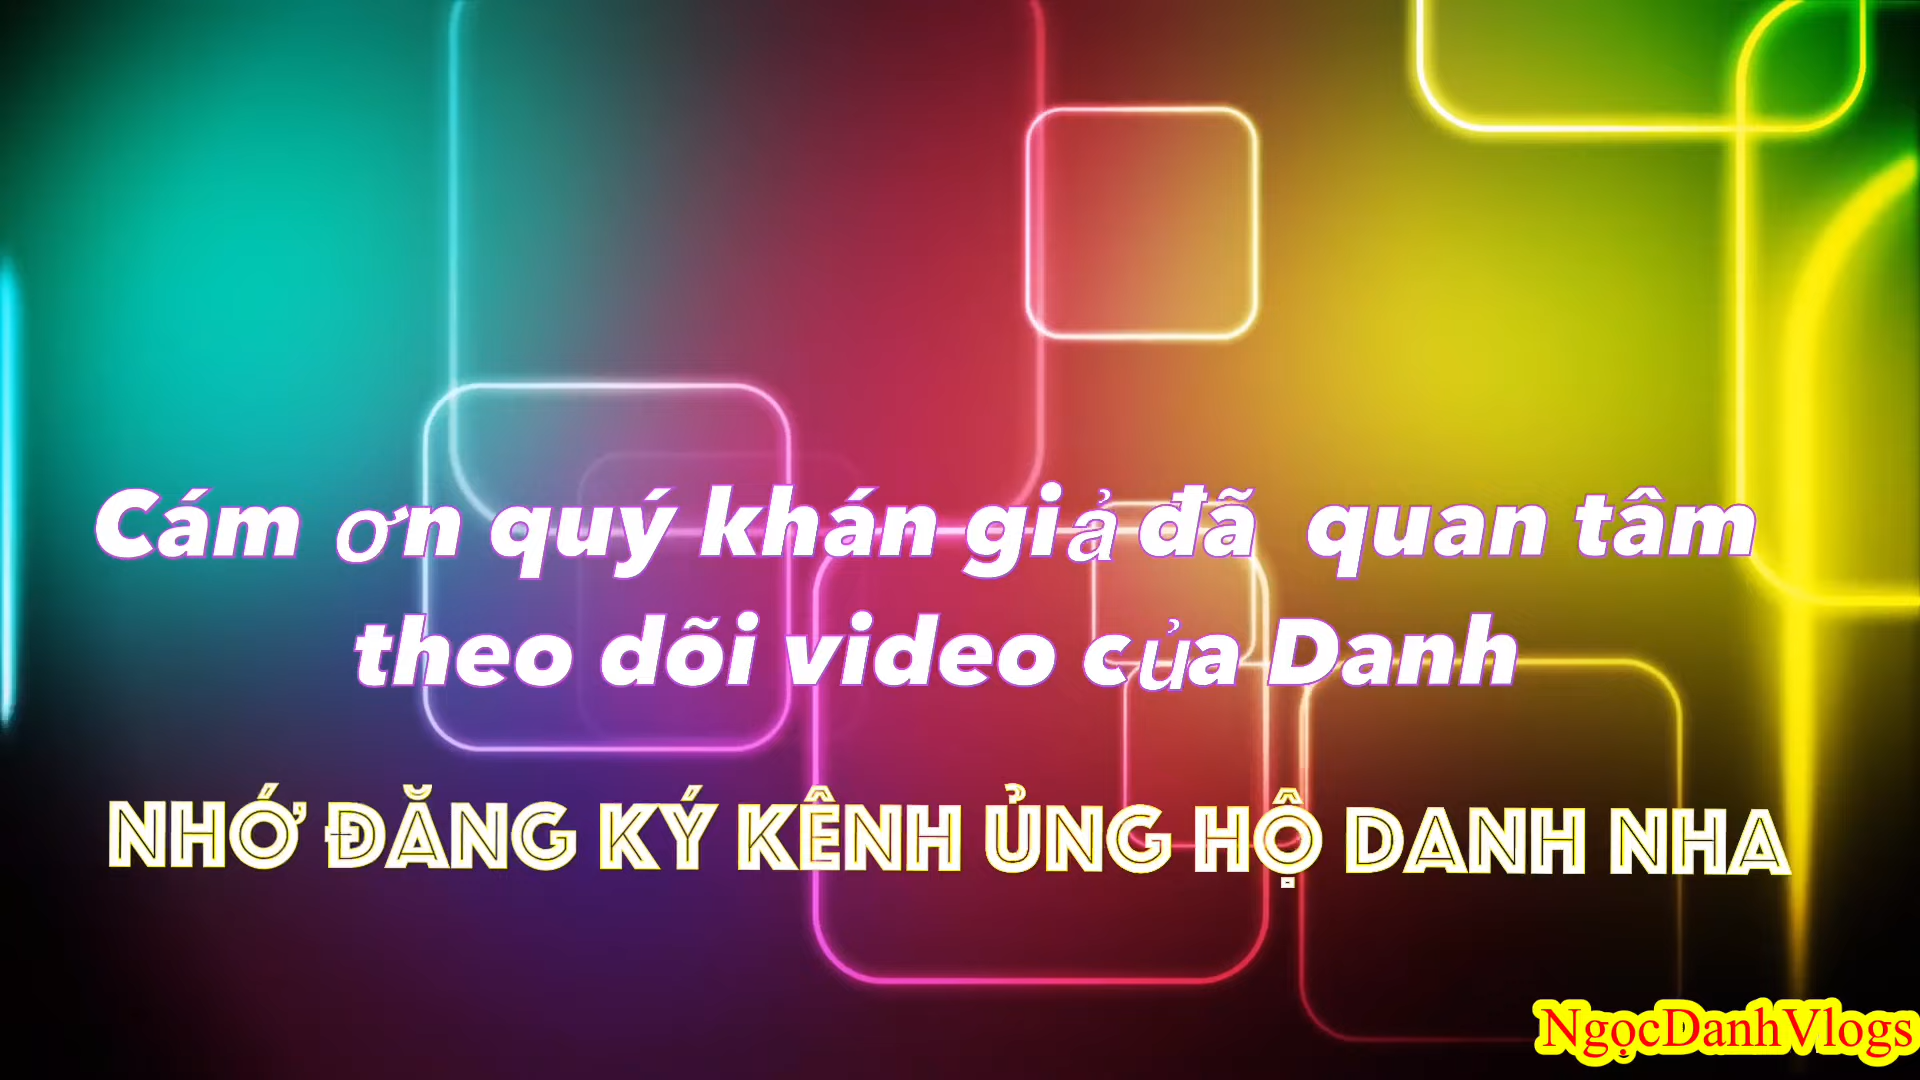 Cám ơn quý khán giả đã quan tâm
theo dõi video của Danh
NHỚ ĐĂNG KÝ KÊNH ỦNG HỘ DANH NHA
NgọcDanhVlogs